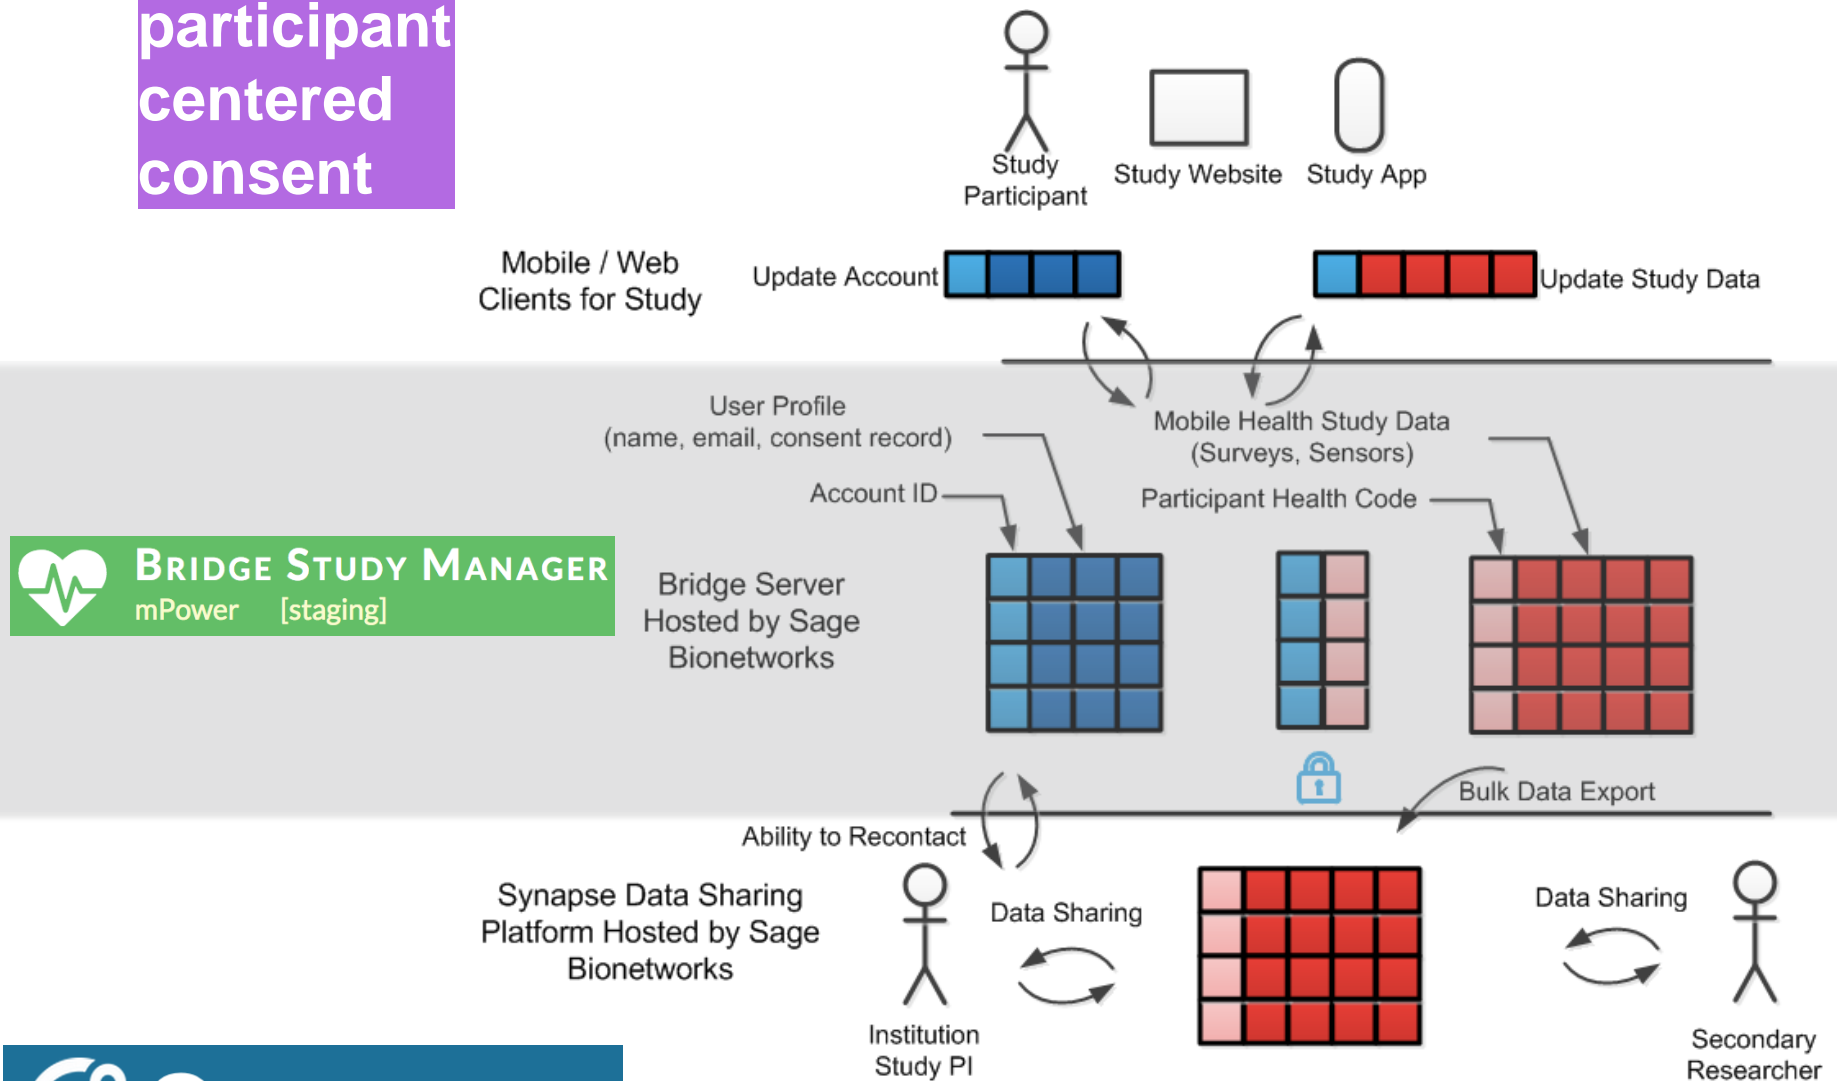 participant
centered
consent
Study
Participant
Study Website
Study App
Mobile / Web
Clients for Study
Update Account
Update Study Data
User Profile
(name, email, consent record)
Mobile Health Study Data
(Surveys, Sensors)
Account ID
Participant Health Code
BRIDGE STUDY MANAGER
mPower [staging]
Bridge Server
Hosted by Sage
Bionetworks
Bulk Data Export
Ability to Recontact
Synapse Data Sharing
Platform Hosted by Sage
Bionetworks
Data Sharing
Data Sharing
Institution
Study PI
Secondary
Researcher